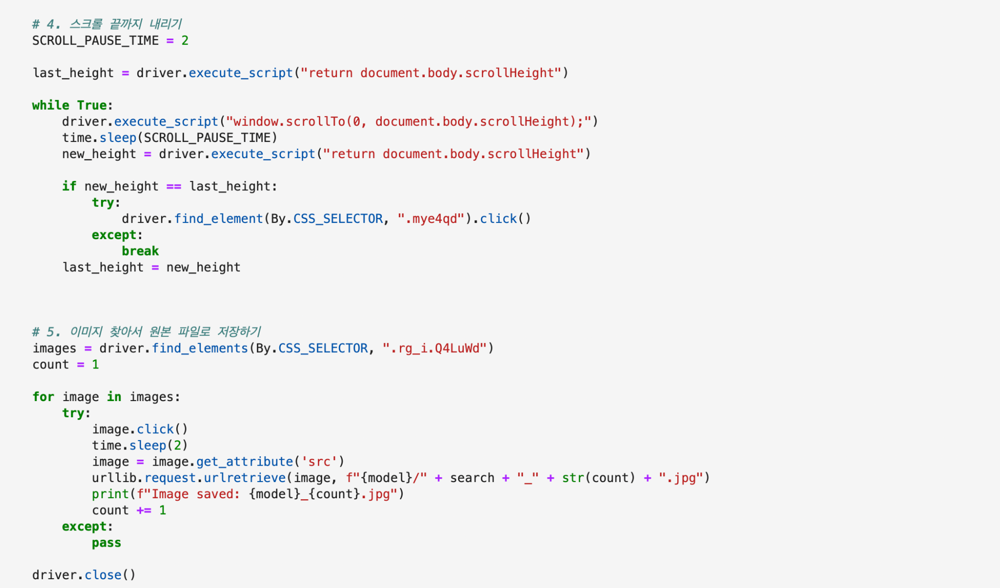 # 4. 스크롤 끝까지 내리기
SCROLL_PAUSE_TIME = 2
last_height = driver.execute_script("return document.body.scrollHeight")
while True:
    driver.execute_script("window.scrollTo(0, document.body.scrollHeight);")
    time.sleep(SCROLL_PAUSE_TIME)
    new_height = driver.execute_script("return document.body.scrollHeight")
    if new_height == last_height:
        try:
            driver.find_element(By.CSS_SELECTOR, ".mye4qd").click()
        except:
            break
    last_height = new_height
# 5. 이미지 찾아서 원본 파일로 저장하기
images = driver.find_elements(By.CSS_SELECTOR, ".rg_i.Q4LuWd")
count = 1
for image in images:
    try:
        image.click()
        time.sleep(2)
        image = image.get_attribute('src')
        urllib.request.urlretrieve(image, f"{model}/" + search + "_" + str(count) + ".jpg")
        print(f"Image saved: {model}_{count}.jpg")
        count += 1
    except:
        pass
driver.close()